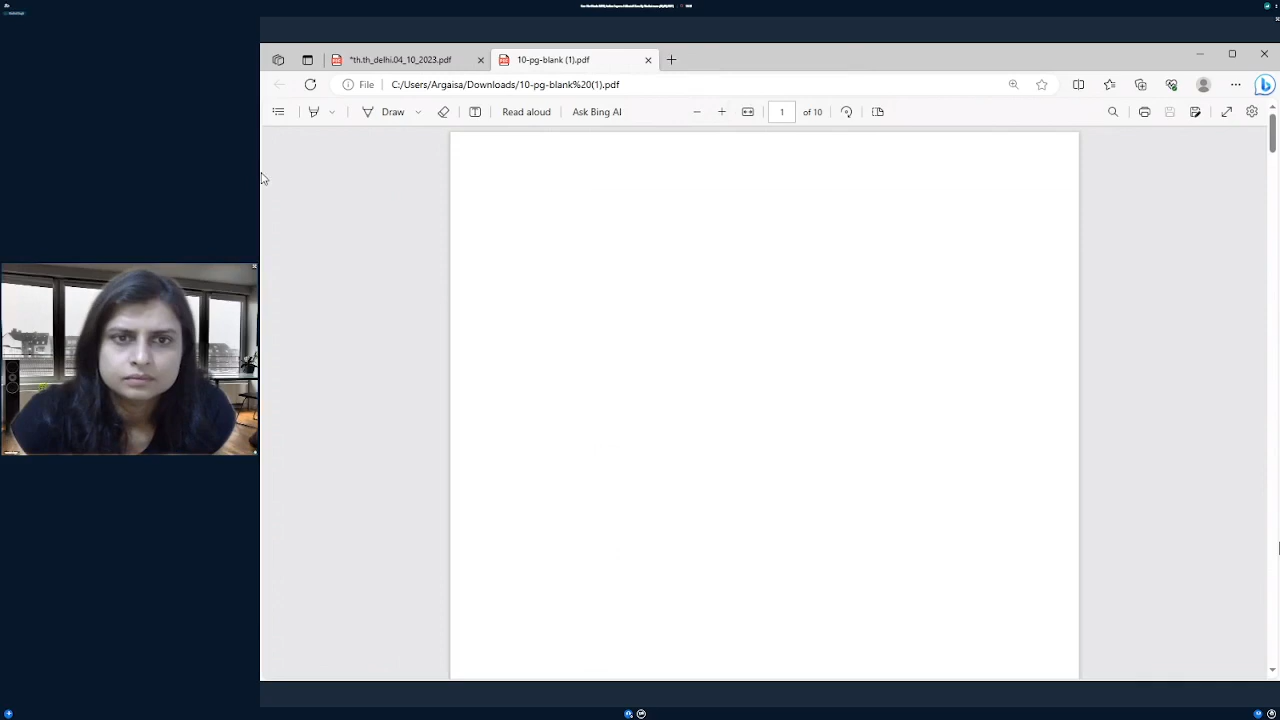 *th.th_delhi.04_10_2023.pdf
10-pg-blank (1).pdf
File
C:/Users/Argaisa/Downloads/10-pg-blank%20(1).pdf
Draw
Read aloud
Ask Bing AI
1
of 10